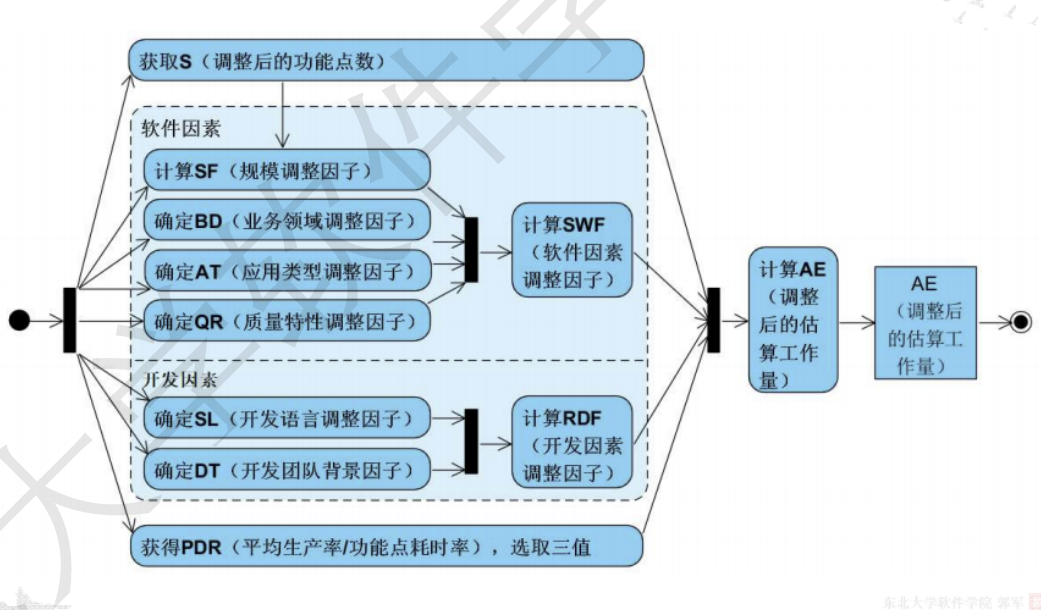 获取S（调整后的功能点数）
软件因素
计算SF（规模调整因子）
确定BD（业务领域调整因子）
确定AT（应用类型调整因子）
确定QR（质量特性调整因子）
计算SWF
（软件因素
调整因子）
开发因素
确定SL（开发语言调整因子）
确定DT（开发团队背景因子）
计算RDF
（开发因素
调整因子）
获得PDR（平均生产率/功能点耗时率），选取三值
计算AE
（调整
后的估
算工作
量）
AE
（调整后
的估算工
作量）
大学软件学
东北大学软件学院 郭军